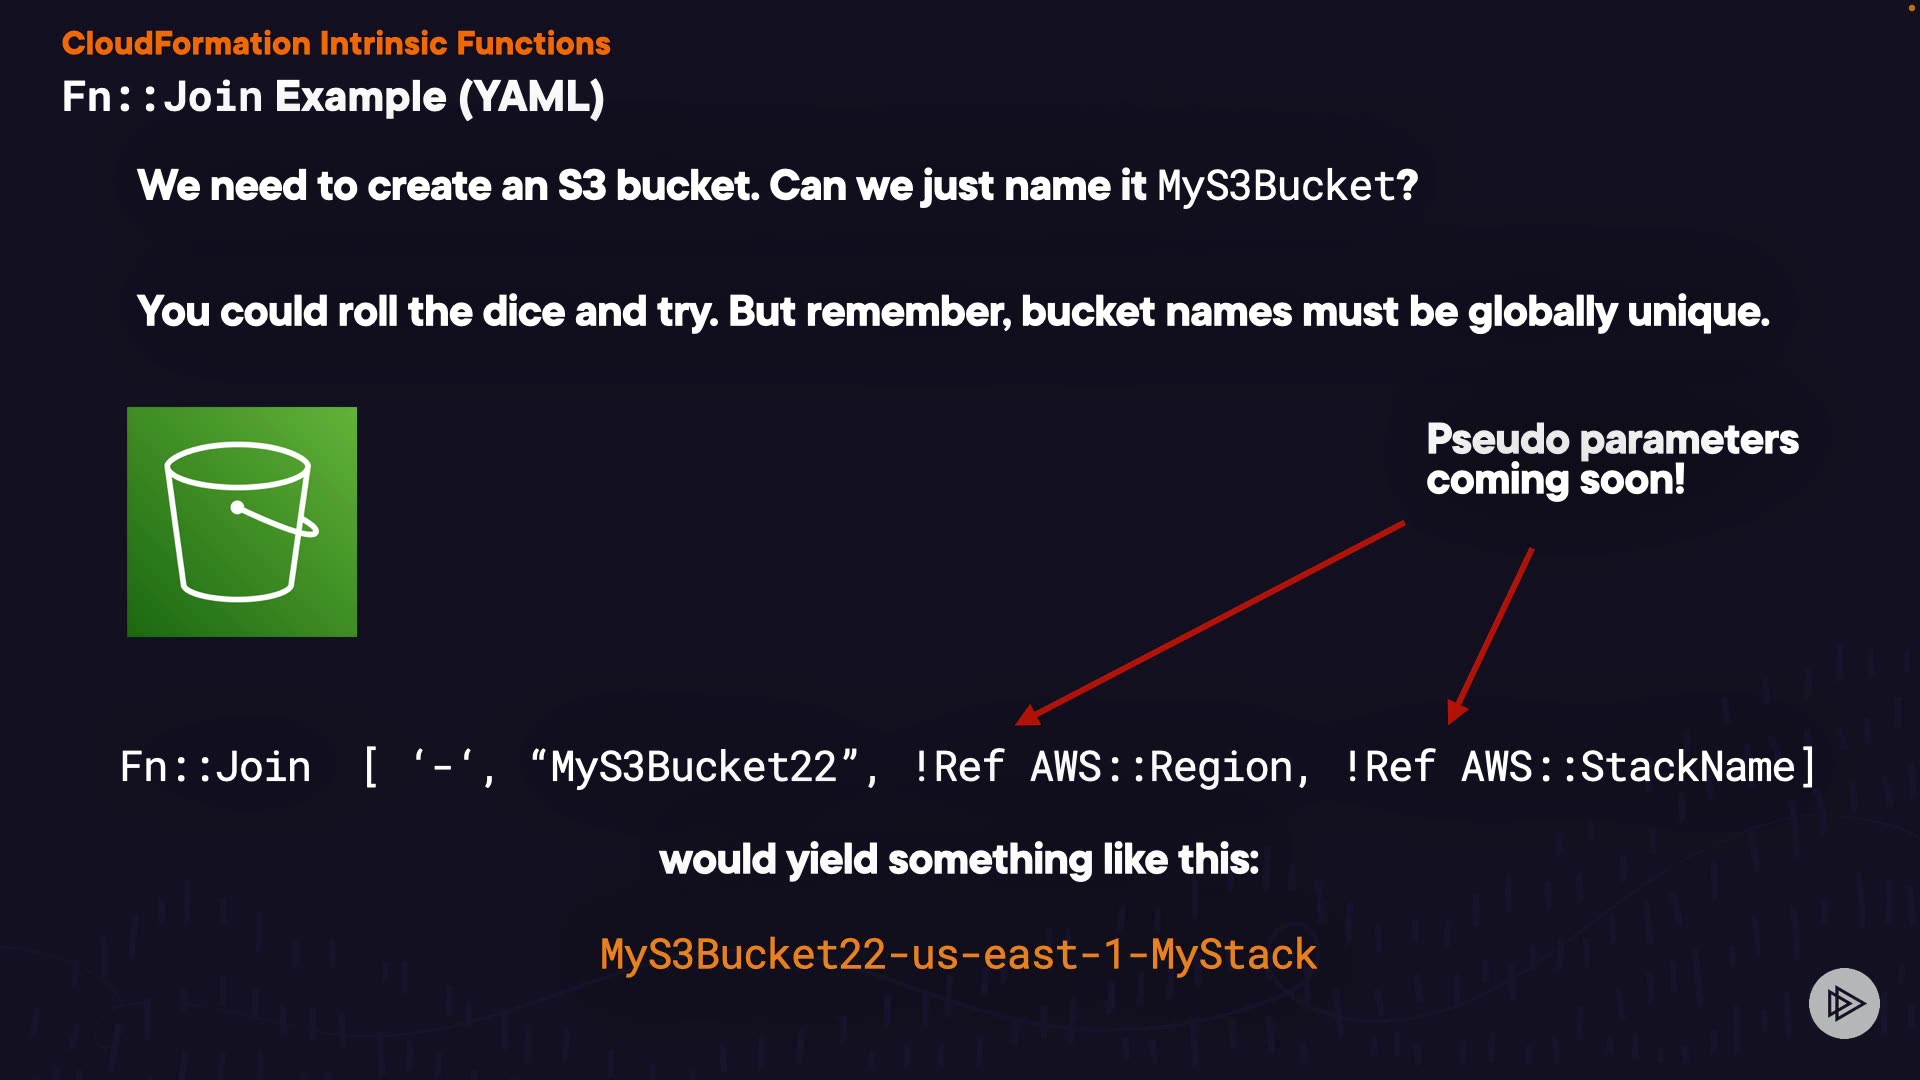 CloudFormation Intrinsic Functions
Fn::Join Example (YAML)
We need to create an S3 bucket. Can we just name it MyS3Bucket?
You could roll the dice and try. But remember, bucket names must be globally unique.
Pseudo parameters
coming soon!
Fn::Join [ ‘-‘, “MyS3Bucket22”, !Ref AWS::Region, !Ref AWS::StackName]
would yield something like this:
MyS3Bucket22-us-east-1-MyStack